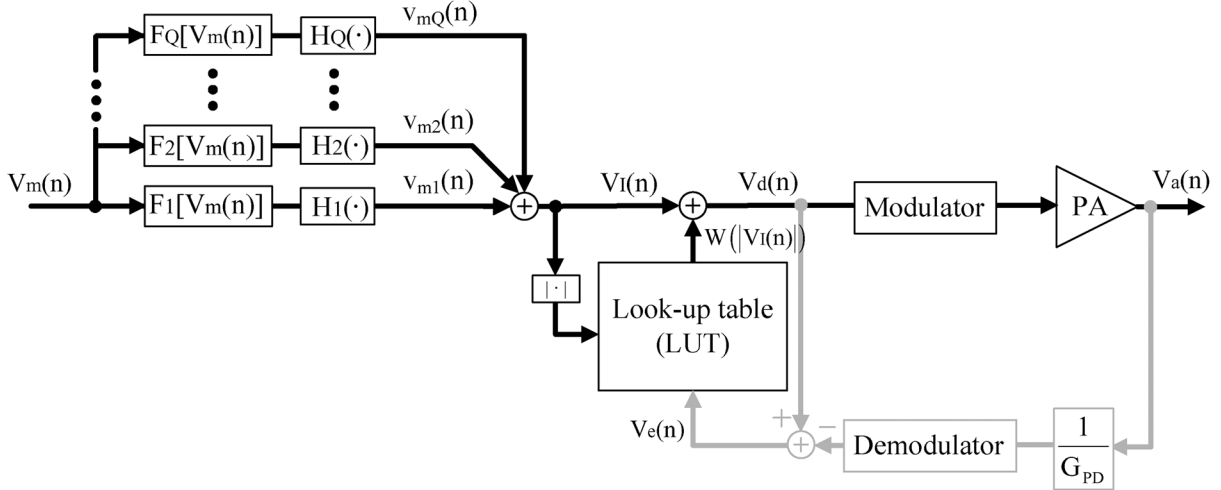 FQ[Vm(n)]
HQ(·)
vmQ(n)
F2[Vm(n)]
H2(·)
vm2(n)
Vm(n)
F1[Vm(n)]
H1(·)
vm1(n)
+
VI(n)
+
Vd(n)
Modulator
PA
Va(n)
W(|VI(n)|)
|·|
Look-up table
(LUT)
Ve(n)
+
+
−
Demodulator
1
GPD